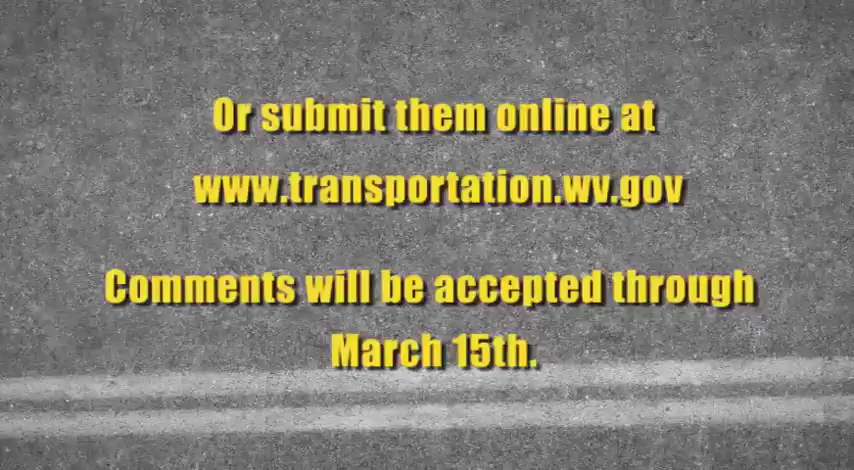 Or submit them online at
www.transportation.wv.gov
Comments will be accepted through
March 15th.